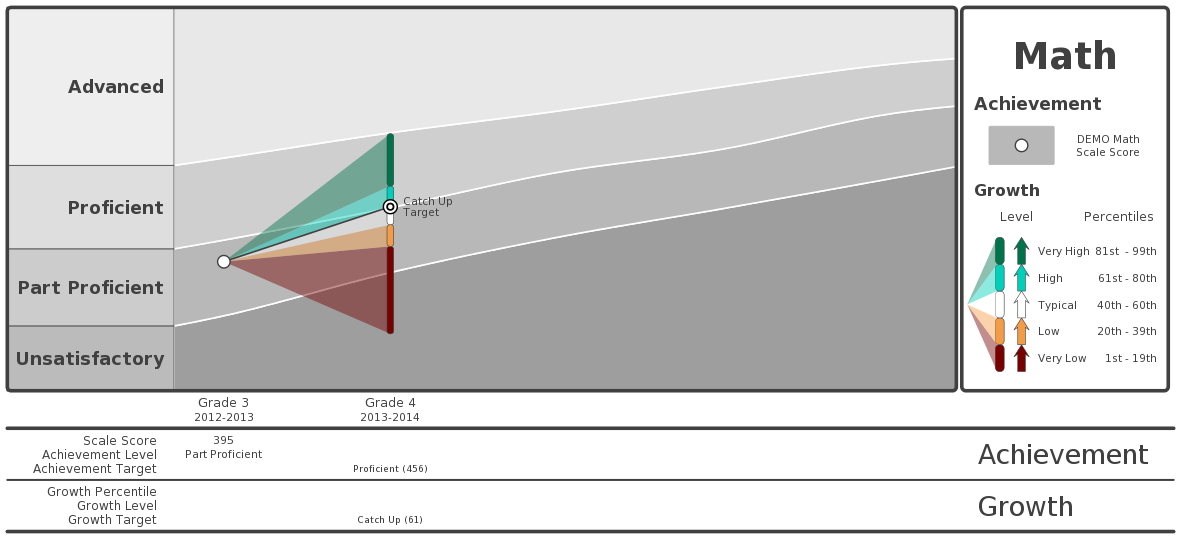 Advanced
Proficient
Part Proficient
Unsatisfactory
Catch Up
Target
Math
Achievement
DEMO Math
Scale Score
Growth
Level Percentiles
Very High 81st - 99th
High 61st - 80th
Typical 40th - 60th
Low 20th - 39th
Very Low 1st - 19th
Grade 3 Grade 4
2012-2013 2013-2014
Scale Score 395
Achievement Level Part Proficient
Achievement Target Proficient (456)
Achievement
Growth Percentile
Growth Level
Growth Target Catch Up (61)
Growth